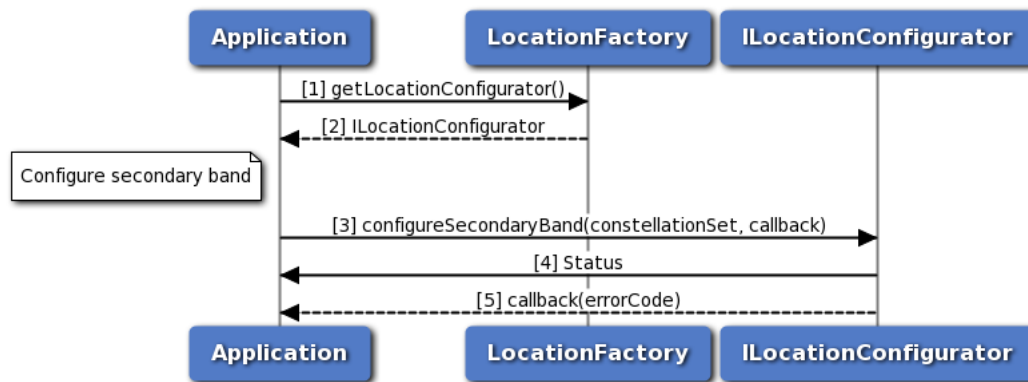 Application
LocationFactory
ILocationConfigurator
[1] getLocationConfigurator()
[2] ILocationConfigurator
Configure secondary band
[3] configureSecondaryBand(constellationSet, callback)
[4] Status
[5] callback(errorCode)
Application
LocationFactory
ILocationConfigurator